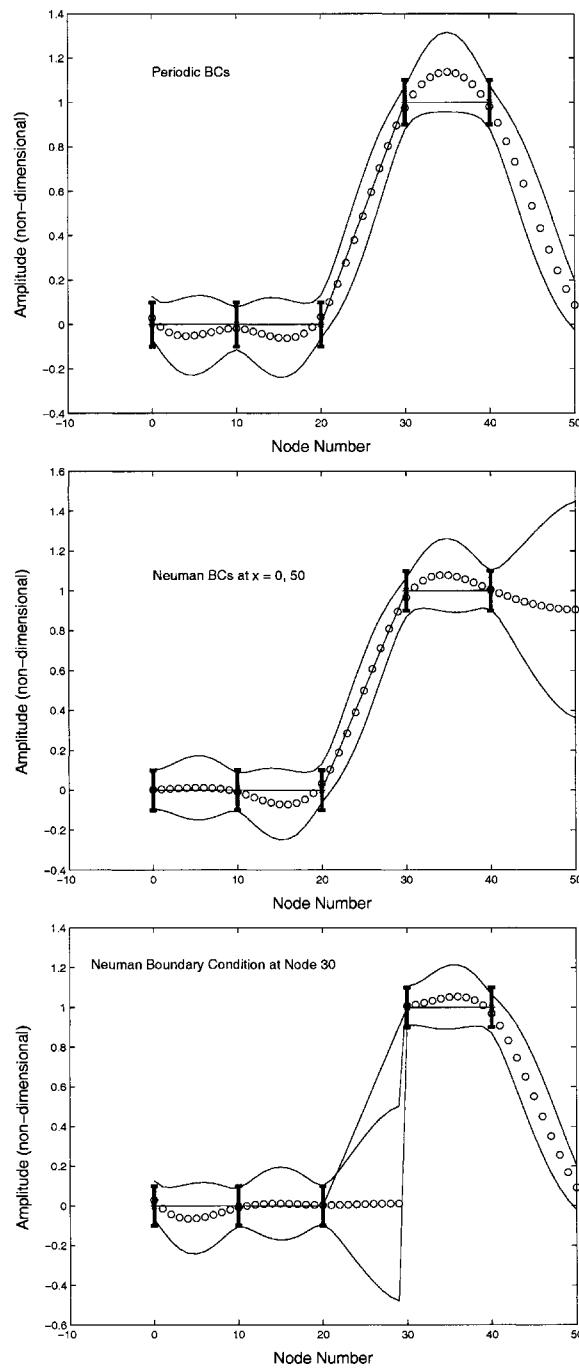 1.4
1.2
1
0.8
0.6
0.4
0.2
0
-0.2
-0.4
Amplitude (non-dimensional)
Periodic BCs
-10 0 10 20 30 40 50
Node Number
1.6
1.4
1.2
1
0.8
0.6
0.4
0.2
0
-0.2
-0.4
Amplitude (non-dimensional)
Neuman BCs at x = 0, 50
-10 0 10 20 30 40 50
Node Number
1.4
1.2
1
0.8
0.6
0.4
0.2
0
-0.2
-0.4
-0.6
Amplitude (non-dimensional)
Neuman Boundary Condition at Node 30
-10 0 10 20 30 40 50
Node Number